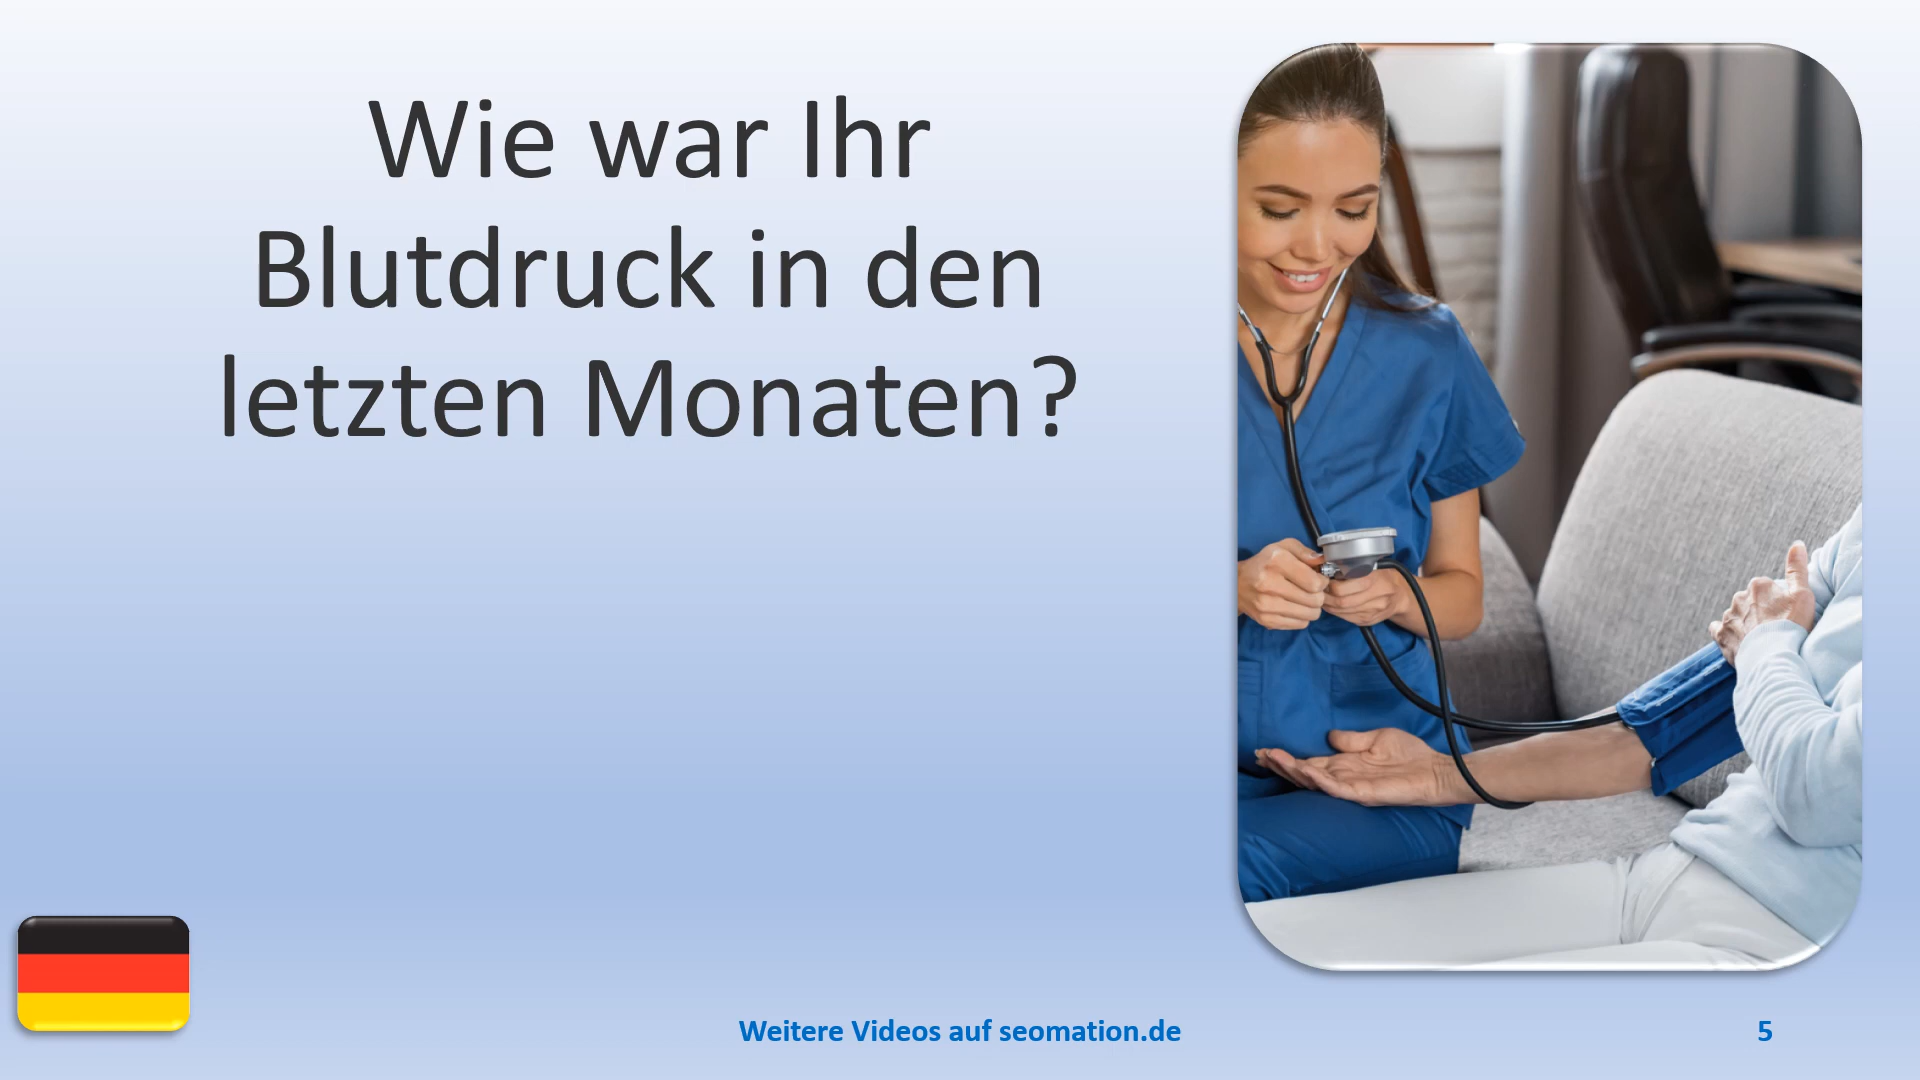 Wie war Ihr
Blutdruck in den
letzten Monaten?
Weitere Videos auf seomation.de
5